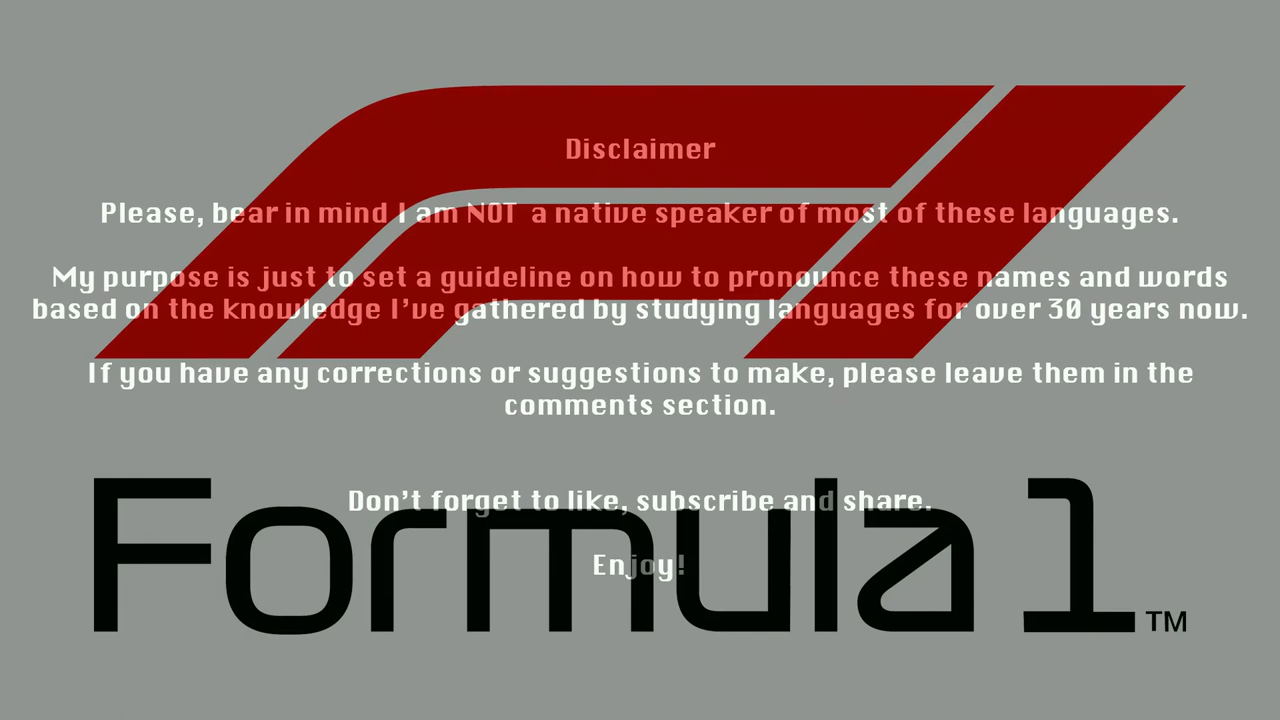 Disclaimer
Please, bear in mind I am NOT a native speaker of most of these languages.
My purpose is just to set a guideline on how to pronounce these names and words
based on the knowledge I've gathered by studying languages for over 30 years now.
If you have any corrections or suggestions to make, please leave them in the
comments section.
Don't forget to like, subscribe and share.
Enjoy!
F1
Formula 1 ™